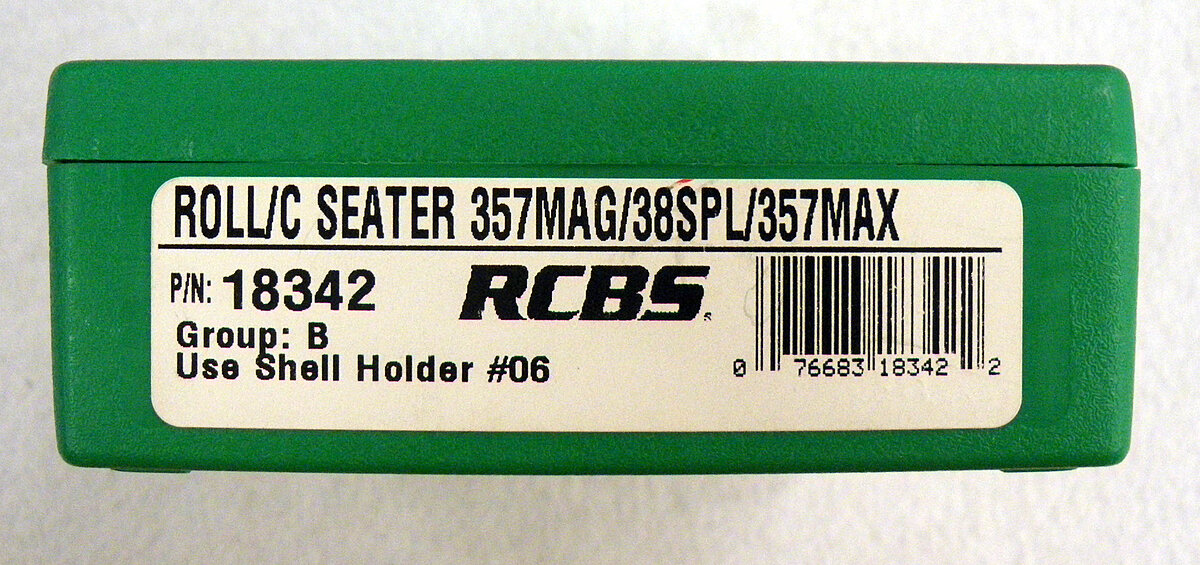 ROLL/C SEATER 357MAG/38SPL/357MAX
P/N: 18342
RCBS
Group: B
Use Shell Holder #06
0 76683 18342 2